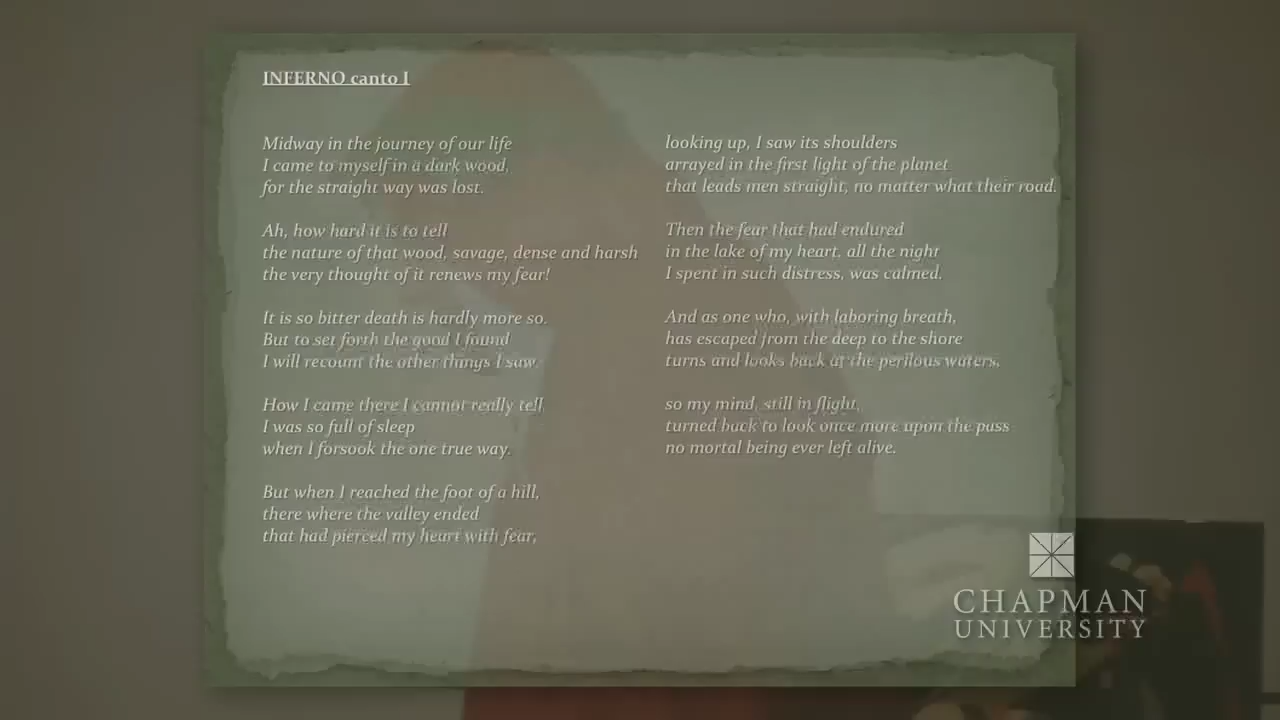 INFERNO canto I
Midway in the journey of our life
I came to myself in a dark wood,
for the straight way was lost.
Ah, how hard it is to tell
the nature of that wood, savage, dense and harsh
the very thought of it renews my fear!
It is so bitter death is hardly more so.
But to set forth the good I found
I will recount the other things I saw.
How I came there I cannot really tell,
I was so full of sleep
when I forsook the one true way.
But when I reached the foot of a hill,
there where the valley ended
that had pierced my heart with fear,
looking up, I saw its shoulders
arrayed in the first light of the planet
that leads men straight, no matter what their road.
Then the fear that had endured
in the lake of my heart, all the night
I spent in such distress, was calmed.
And as one who, with laboring breath,
has escaped from the deep to the shore
turns and looks back at the perilous waters,
so my mind, still in flight,
turned back to look once more upon the pass
no mortal being ever left alive.
CHAPMAN
UNIVERSITY